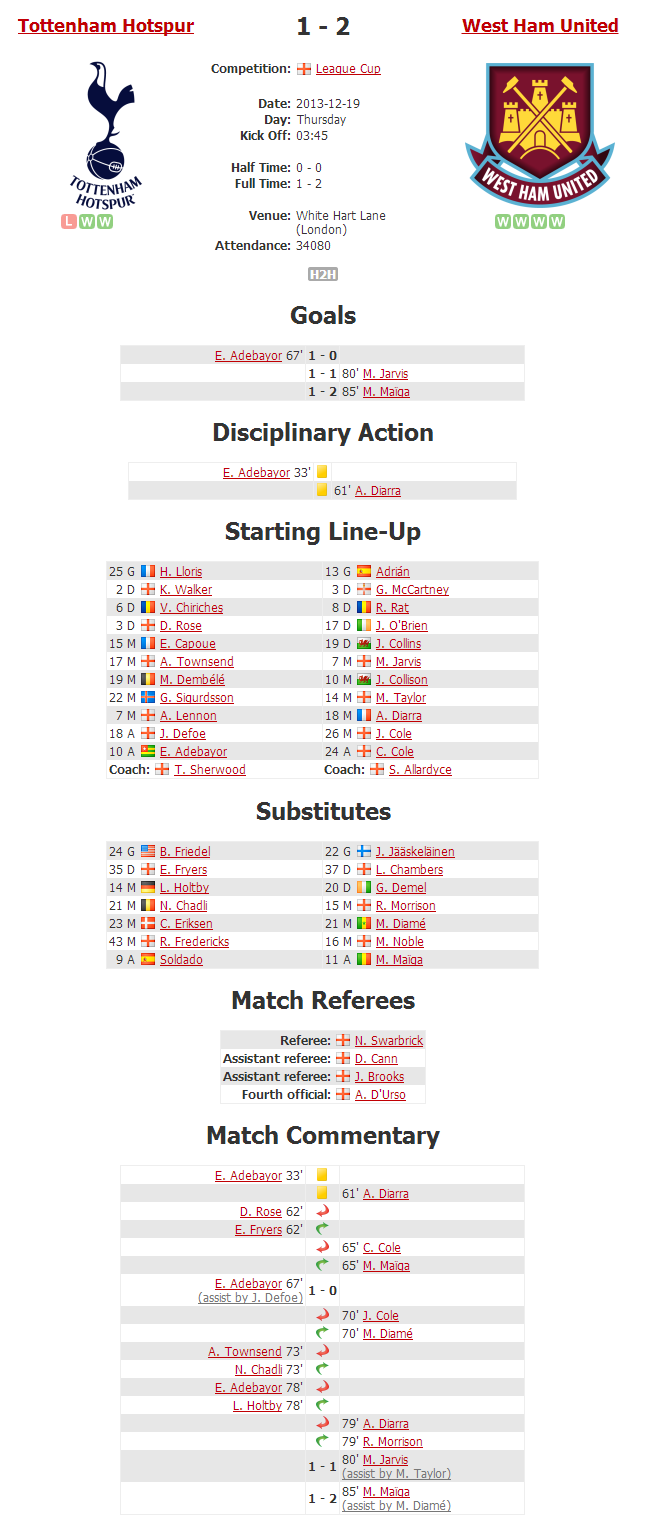 Tottenham Hotspur 1 - 2 West Ham United
Competition: League Cup
Date: 2013-12-19
Day: Thursday
Kick Off: 03:45
Half Time: 0 - 0
Full Time: 1 - 2
Venue: White Hart Lane
(London)
Attendance: 34080
TOTTENHAM
HOTSPUR
L W W
WEST HAM UNITED
W W W W
H2H
Goals
E. Adebayor 67' 1 - 0
1 - 1 80' M. Jarvis
1 - 2 85' M. Maïga
Disciplinary Action
E. Adebayor 33'
61' A. Diarra
Starting Line-Up
25 G H. Lloris 13 G Adrián
2 D K. Walker 3 D G. McCartney
6 D V. Chiriches 8 D R. Rat
3 D D. Rose 17 D J. O'Brien
15 M E. Capoue 19 D J. Collins
17 M A. Townsend 7 M M. Jarvis
19 M M. Dembélé 10 M J. Collison
22 M G. Sigurdsson 14 M M. Taylor
7 M A. Lennon 18 M A. Diarra
18 A J. Defoe 26 M J. Cole
10 A E. Adebayor 24 A C. Cole
Coach: T. Sherwood Coach: S. Allardyce
Substitutes
24 G B. Friedel 22 G J. Jääskeläinen
35 D E. Fryers 37 D L. Chambers
14 M L. Holtby 20 D G. Demel
21 M N. Chadli 15 M R. Morrison
23 M C. Eriksen 21 M M. Diamé
43 M R. Fredericks 16 M M. Noble
9 A Soldado 11 A M. Maïga
Match Referees
Referee: N. Swarbrick
Assistant referee: D. Cann
Assistant referee: J. Brooks
Fourth official: A. D'Urso
Match Commentary
E. Adebayor 33'
61' A. Diarra
D. Rose 62'
E. Fryers 62'
65' C. Cole
65' M. Maïga
E. Adebayor 67' 1 - 0
(assist by J. Defoe)
70' J. Cole
70' M. Diamé
A. Townsend 73'
N. Chadli 73'
E. Adebayor 78'
L. Holtby 78'
79' A. Diarra
79' R. Morrison
1 - 1 80' M. Jarvis
(assist by M. Taylor)
1 - 2 85' M. Maïga
(assist by M. Diamé)